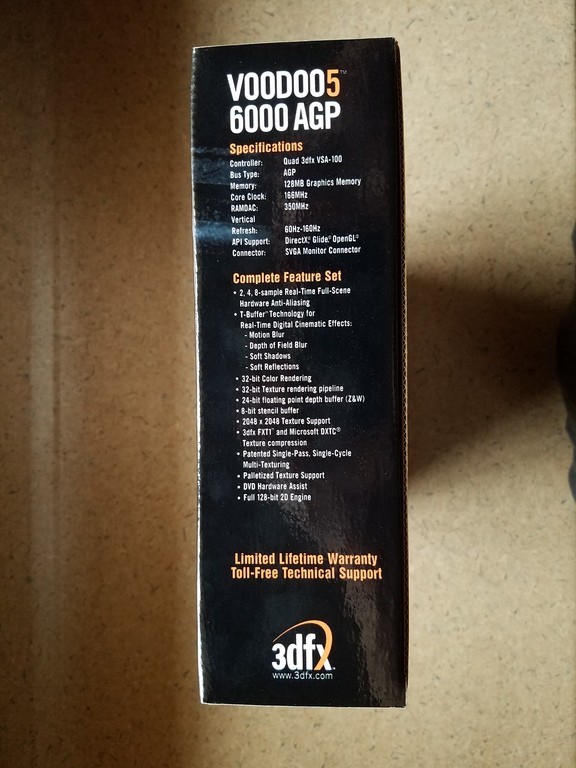 VOODOO5™
6000 AGP
Specifications
Controller: Quad 3dfx VSA-100
Bus Type: AGP
Memory: 128MB Graphics Memory
Core Clock: 166MHz
RAMDAC: 350MHz
Vertical
Refresh: 60Hz-160Hz
API Support: DirectX,® Glide,® OpenGL®
Connector: SVGA Monitor Connector
Complete Feature Set
• 2, 4, 8-sample Real-Time Full-Scene
Hardware Anti-Aliasing
• T-Buffer™ Technology for
Real-Time Digital Cinematic Effects:
- Motion Blur
- Depth of Field Blur
- Soft Shadows
- Soft Reflections
• 32-bit Color Rendering
• 32-bit Texture rendering pipeline
• 24-bit floating point depth buffer (Z&W)
• 8-bit stencil buffer
• 2048 x 2048 Texture Support
• 3dfx FXT1™ and Microsoft DXTC®
Texture compression
• Patented Single-Pass, Single-Cycle
Multi-Texturing
• Palletized Texture Support
• DVD Hardware Assist
• Full 128-bit 2D Engine
Limited Lifetime Warranty
Toll-Free Technical Support
3dfx
www.3dfx.com